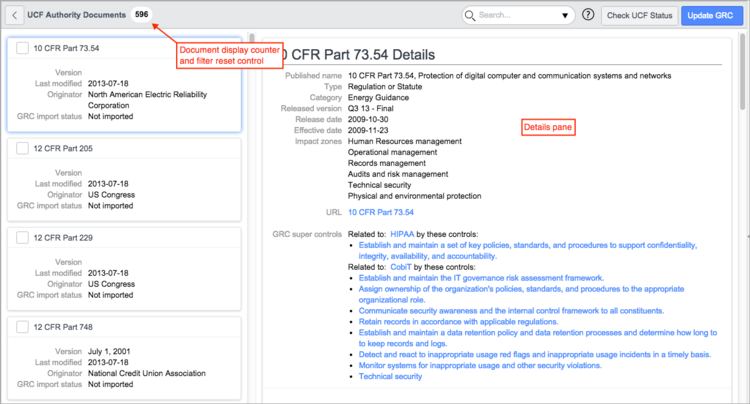 UCF Authority Documents 596
Search...
Check UCF Status
Update GRC
Document display counter
and filter reset control
10 CFR Part 73.54
Version
Last modified 2013-07-18
Originator North American Electric Reliability
Corporation
GRC import status Not imported
12 CFR Part 205
Version
Last modified 2013-07-18
Originator US Congress
GRC import status Not imported
12 CFR Part 229
Version
Last modified 2013-07-18
Originator US Congress
GRC import status Not imported
12 CFR Part 748
Version July 1, 2001
Last modified 2013-07-18
Originator National Credit Union Association
GRC import status Not imported
0 CFR Part 73.54 Details
Published name 10 CFR Part 73.54, Protection of digital computer and communication systems and networks
Type Regulation or Statute
Category Energy Guidance
Released version Q3 13 - Final
Release date 2009-10-30
Effective date 2009-11-23
Details pane
Impact zones Human Resources management
Operational management
Records management
Audits and risk management
Technical security
Physical and environmental protection
URL 10 CFR Part 73.54
GRC super controls Related to: HIPAA by these controls:
• Establish and maintain a set of key policies, standards, and procedures to support confidentiality,
integrity, availability, and accountability.
Related to: CobiT by these controls:
• Establish and maintain the IT governance risk assessment framework.
• Assign ownership of the organization's policies, standards, and procedures to the appropriate
organizational role.
• Communicate security awareness and the internal control framework to all constituents.
• Retain records in accordance with applicable regulations.
• Establish and maintain a data retention policy and data retention processes and determine how long to
to keep records and logs.
• Detect and react to inappropriate usage red flags and inappropriate usage incidents in a timely basis.
• Monitor systems for inappropriate usage and other security violations.
• Technical security